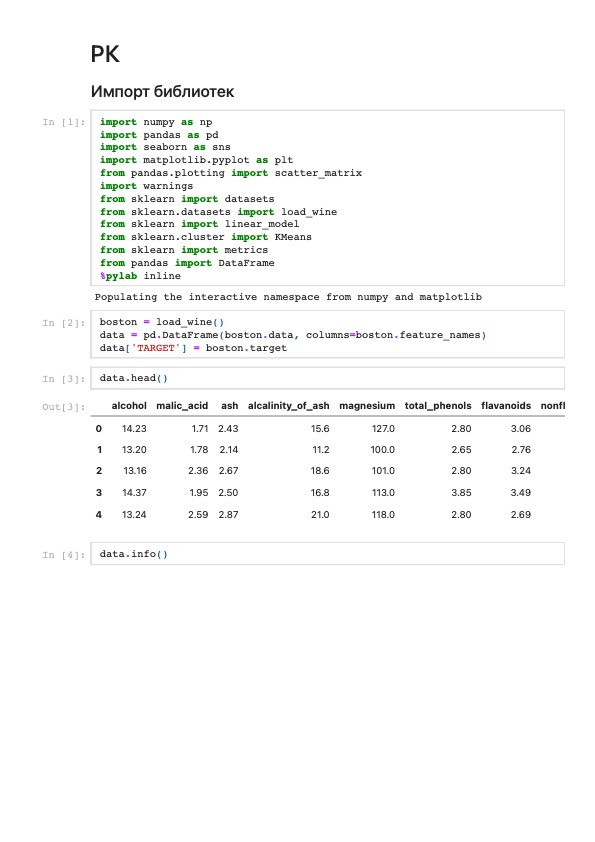 РК
Импорт библиотек
In [1]: import numpy as np
import pandas as pd
import seaborn as sns
import matplotlib.pyplot as plt
from pandas.plotting import scatter_matrix
import warnings
from sklearn import datasets
from sklearn.datasets import load_wine
from sklearn import linear_model
from sklearn.cluster import KMeans
from sklearn import metrics
from pandas import DataFrame
%pylab inline
Populating the interactive namespace from numpy and matplotlib
In [2]: boston = load_wine()
data = pd.DataFrame(boston.data, columns=boston.feature_names)
data['TARGET'] = boston.target
In [3]: data.head()
Out[3]: alcohol malic_acid ash alcalinity_of_ash magnesium total_phenols flavanoids nonfl
0 14.23 1.71 2.43 15.6 127.0 2.80 3.06
1 13.20 1.78 2.14 11.2 100.0 2.65 2.76
2 13.16 2.36 2.67 18.6 101.0 2.80 3.24
3 14.37 1.95 2.50 16.8 113.0 3.85 3.49
4 13.24 2.59 2.87 21.0 118.0 2.80 2.69
In [4]: data.info()